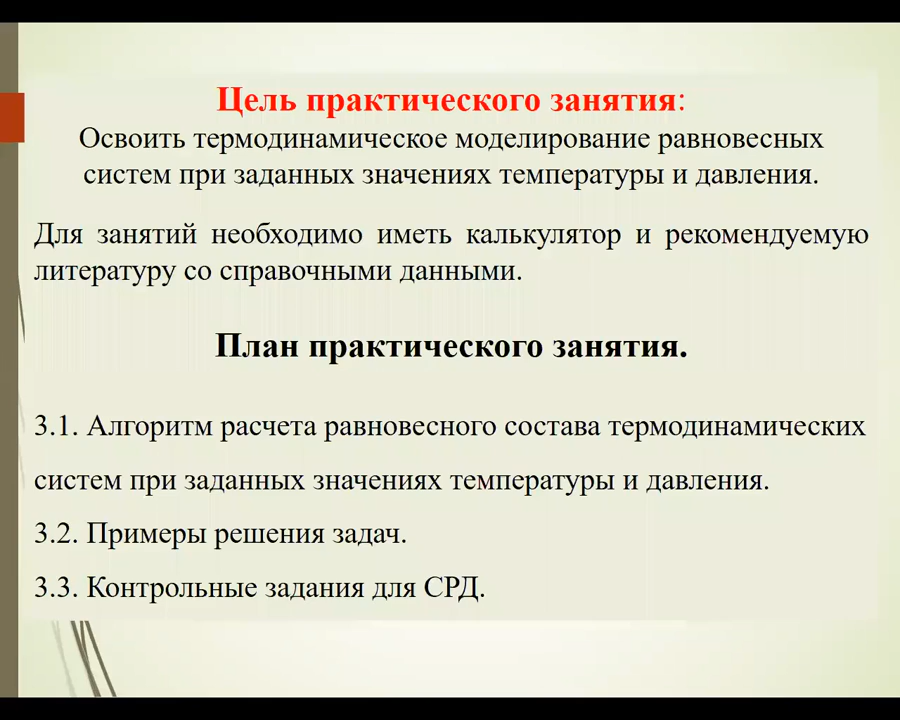 Цель практического занятия:
Освоить термодинамическое моделирование равновесных
систем при заданных значениях температуры и давления.
Для занятий необходимо иметь калькулятор и рекомендуемую
литературу со справочными данными.
План практического занятия.
3.1. Алгоритм расчета равновесного состава термодинамических
систем при заданных значениях температуры и давления.
3.2. Примеры решения задач.
3.3. Контрольные задания для СРД.